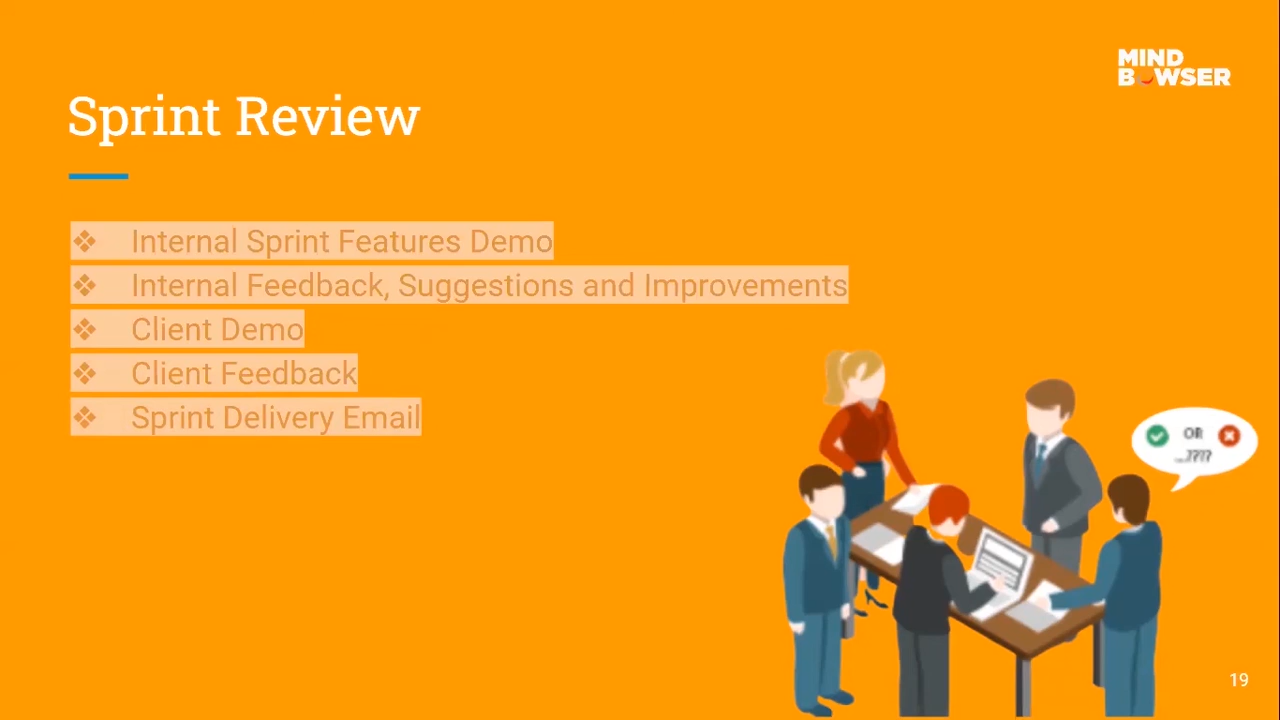 MIND
BOWSER
Sprint Review
❖ Internal Sprint Features Demo
❖ Internal Feedback, Suggestions and Improvements
❖ Client Demo
❖ Client Feedback
❖ Sprint Delivery Email
OR
...????
19